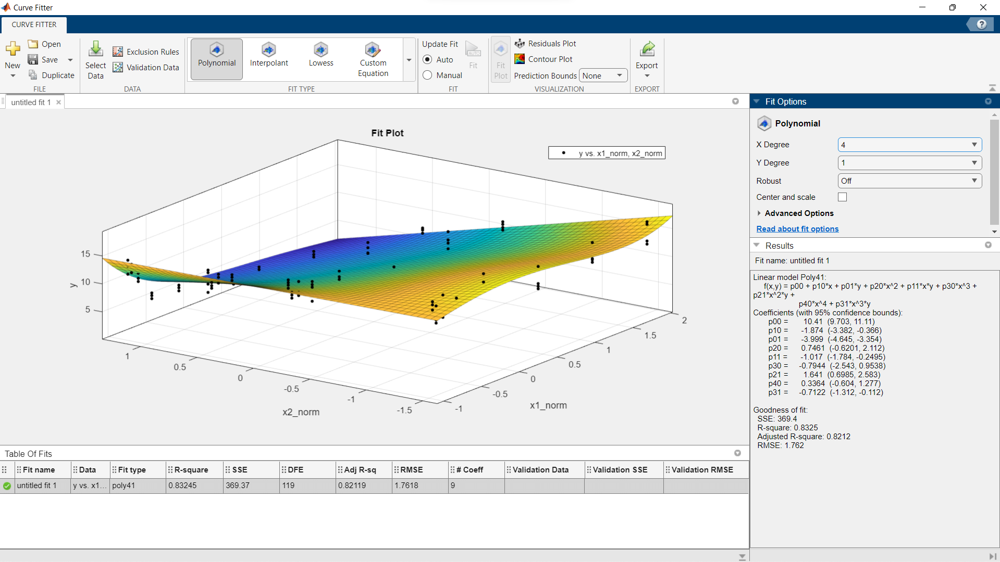 Curve Fitter
CURVE FITTER
New
Open
Save
Duplicate
FILE
Select
Data
Exclusion Rules
Validation Data
DATA
Polynomial
Interpolant
Lowess
Custom
Equation
FIT TYPE
Update Fit
Auto
Manual
AUTO
Fit
FIT
Fit
Plot
Residuals Plot
Contour Plot
Prediction Bounds None
VISUALIZATION
Export
EXPORT
untitled fit 1
Fit Plot
y vs. x1_norm, x2_norm
15
10
5
y
1
0.5
0
-0.5
-1
-1.5
x2_norm
-1
-0.5
0
0.5
1
1.5
2
x1_norm
Fit Options
Polynomial
X Degree 4
Y Degree 1
Robust Off
Center and scale
Advanced Options
Read about fit options
Results
Fit name: untitled fit 1
Linear model Poly41:
f(x,y) = p00 + p10*x + p01*y + p20*x^2 + p11*x*y + p30*x^3 +
p21*x^2*y +
p40*x^4 + p31*x^3*y
Coefficients (with 95% confidence bounds):
p00 = 10.41 (9.703, 11.11)
p10 = -1.874 (-3.382, -0.366)
p01 = -3.999 (-4.645, -3.354)
p20 = 0.7461 (-0.6201, 2.112)
p11 = -1.017 (-1.784, -0.2495)
p30 = -0.7944 (-2.543, 0.9538)
p21 = 1.641 (0.6985, 2.583)
p40 = 0.3364 (-0.604, 1.277)
p31 = -0.7122 (-1.312, -0.112)
Goodness of fit:
SSE: 369.4
R-square: 0.8325
Adjusted R-square: 0.8212
RMSE: 1.762
Table Of Fits
Fit name Data Fit type R-square SSE DFE Adj R-sq RMSE # Coeff Validation Data Validation SSE Validation RMSE
untitled fit 1 y vs. x1... poly41 0.83245 369.37 119 0.82119 1.7618 9